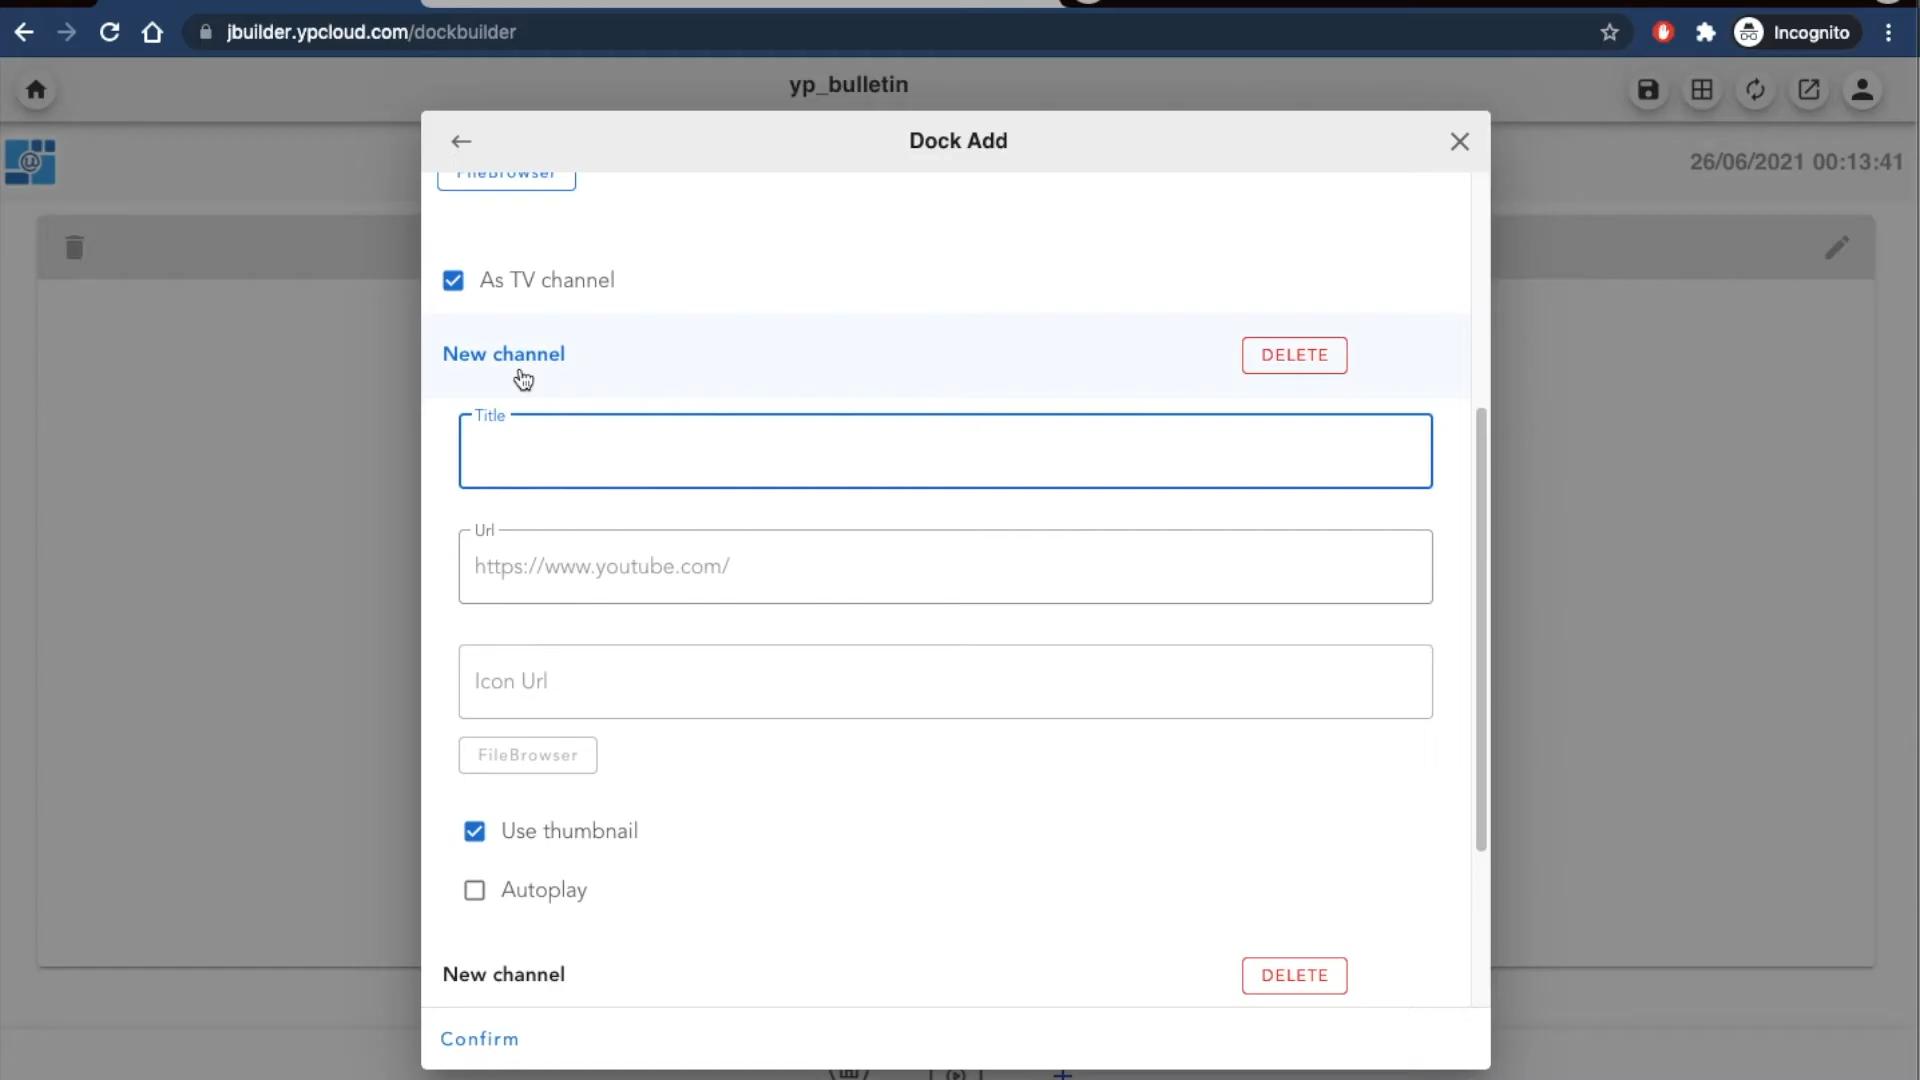 jbuilder.ypcloud.com/dockbuilder
Incognito
yp_bulletin
Dock Add
26/06/2021 00:13:41
FileBrowser
As TV channel
New channel
DELETE
Title
Url
https://www.youtube.com/
Icon Url
FileBrowser
Use thumbnail
Autoplay
New channel
DELETE
Confirm